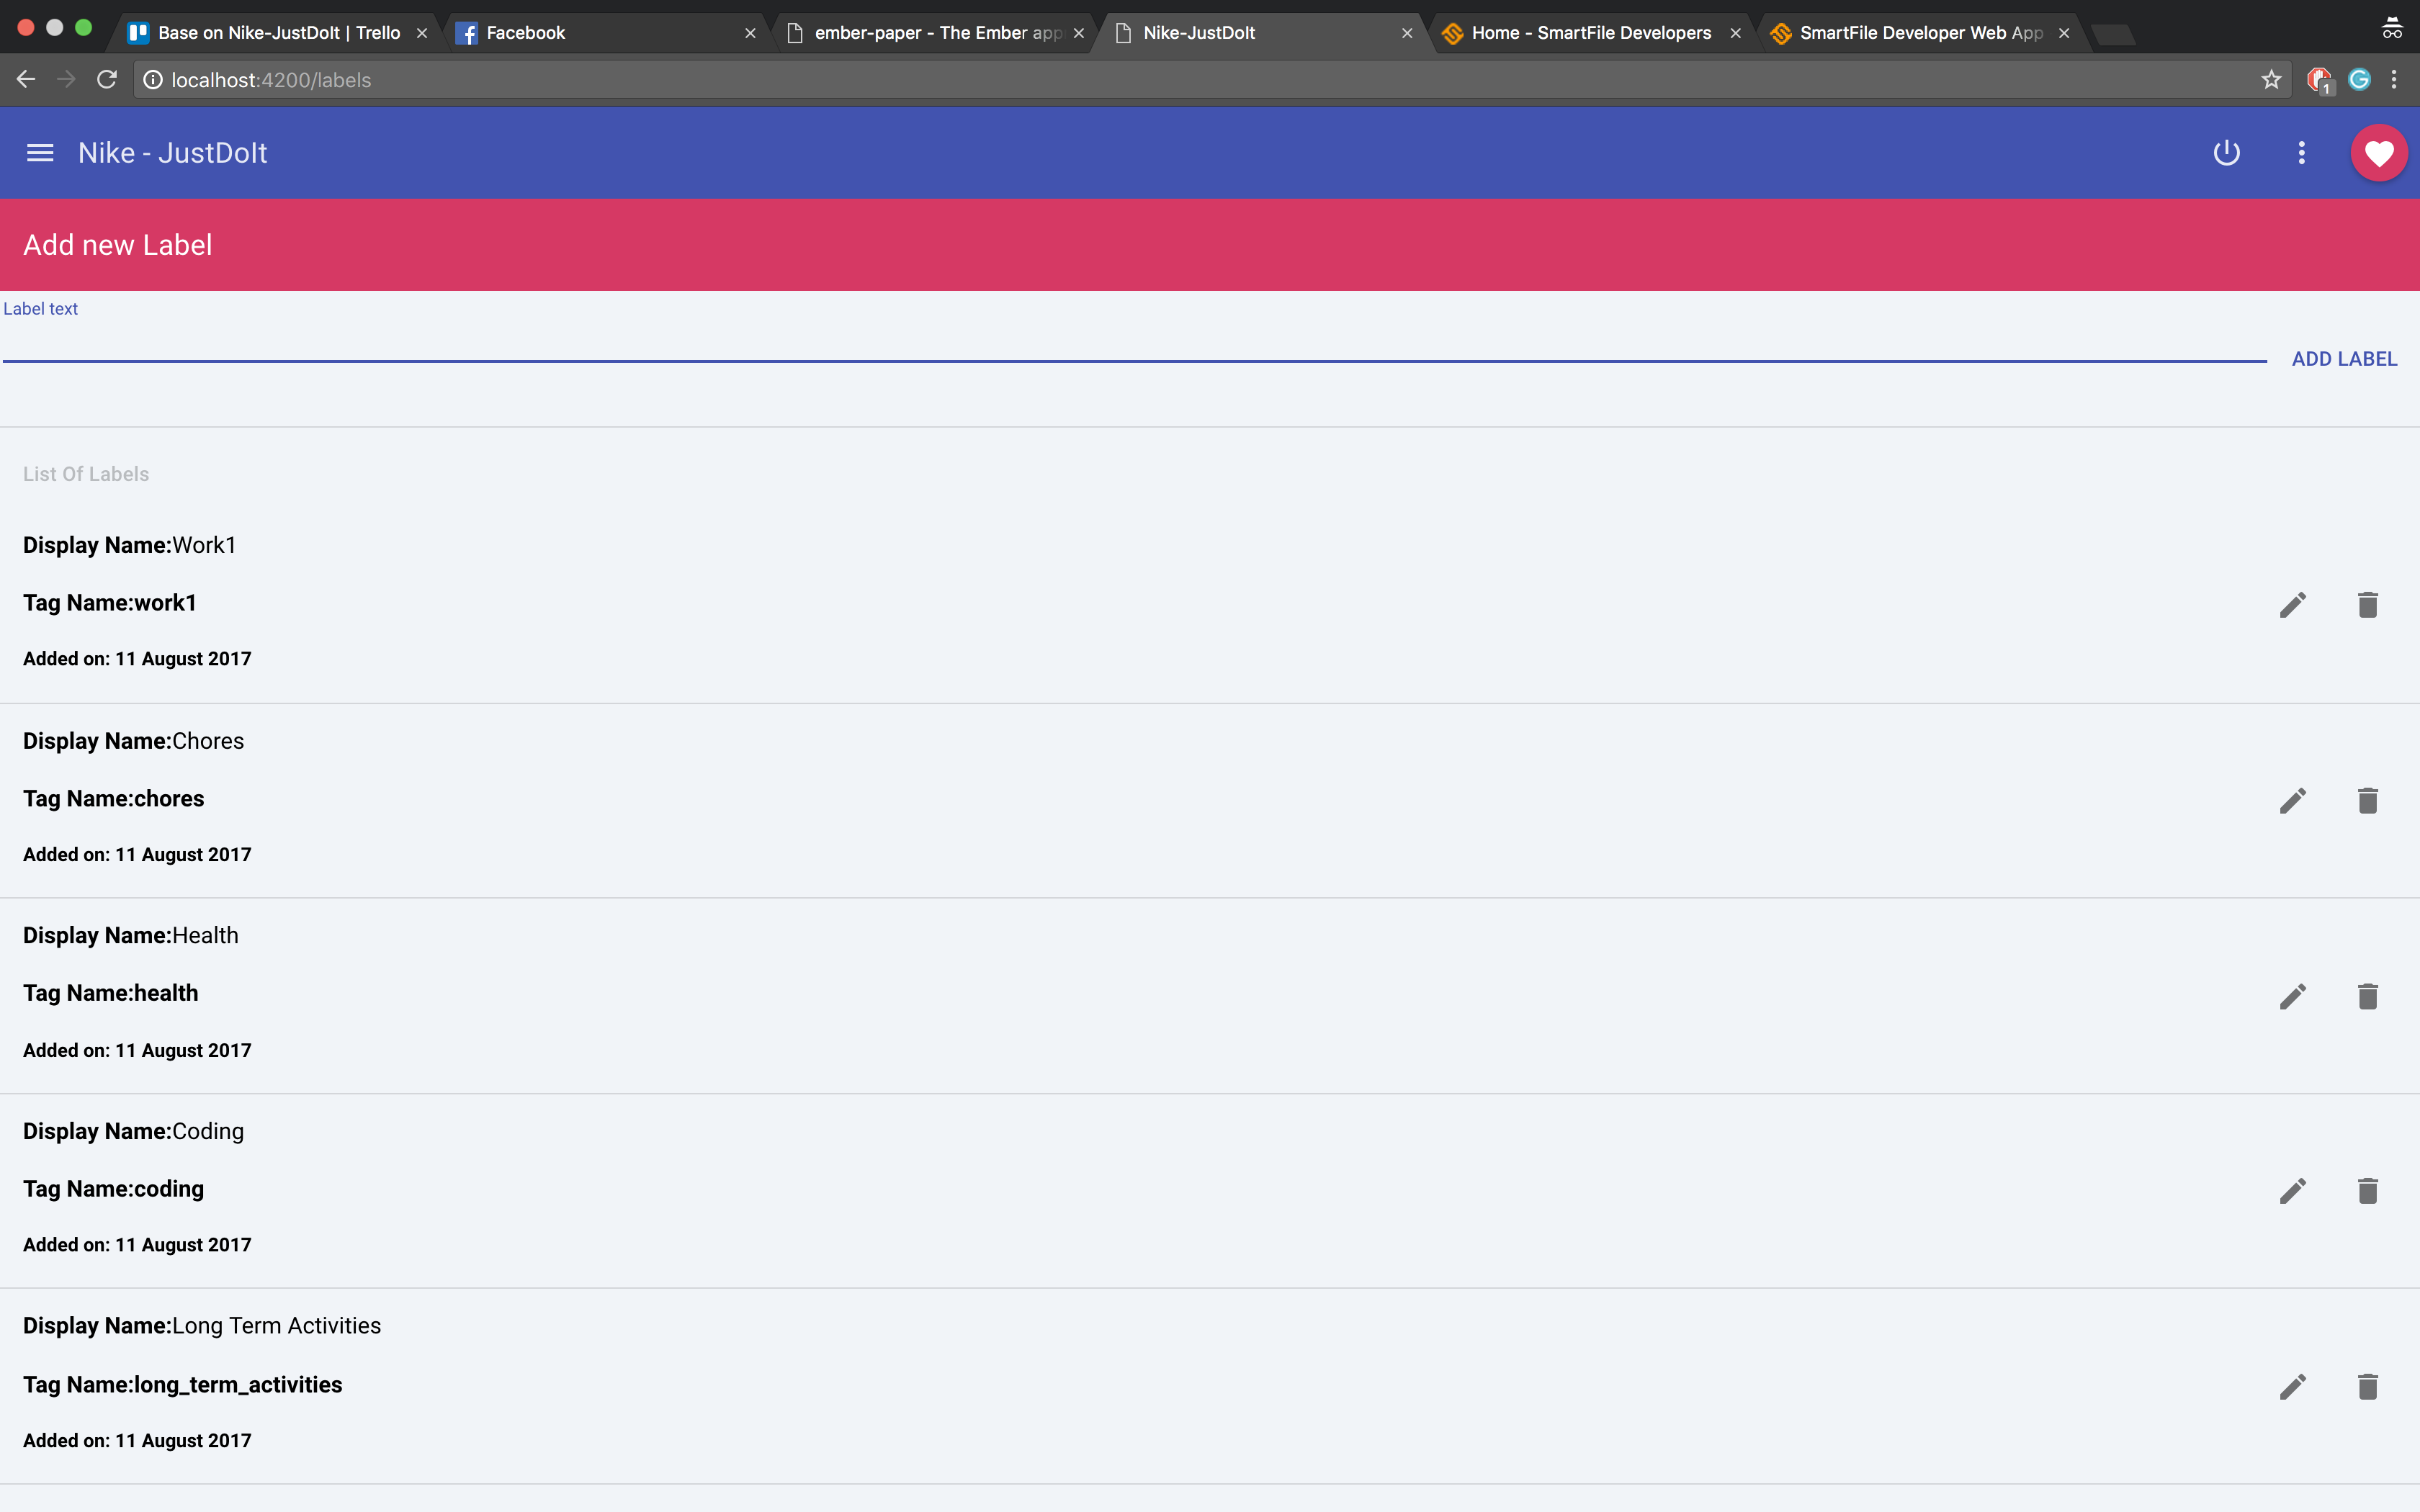 Base on Nike-JustDoIt | Trello
Facebook
ember-paper - The Ember app
Nike-JustDoIt
Home - SmartFile Developers
SmartFile Developer Web App
localhost:4200/labels
1
Nike - JustDoIt
Add new Label
Label text
ADD LABEL
List Of Labels
Display Name:Work1
Tag Name:work1
Added on: 11 August 2017
Display Name:Chores
Tag Name:chores
Added on: 11 August 2017
Display Name:Health
Tag Name:health
Added on: 11 August 2017
Display Name:Coding
Tag Name:coding
Added on: 11 August 2017
Display Name:Long Term Activities
Tag Name:long_term_activities
Added on: 11 August 2017